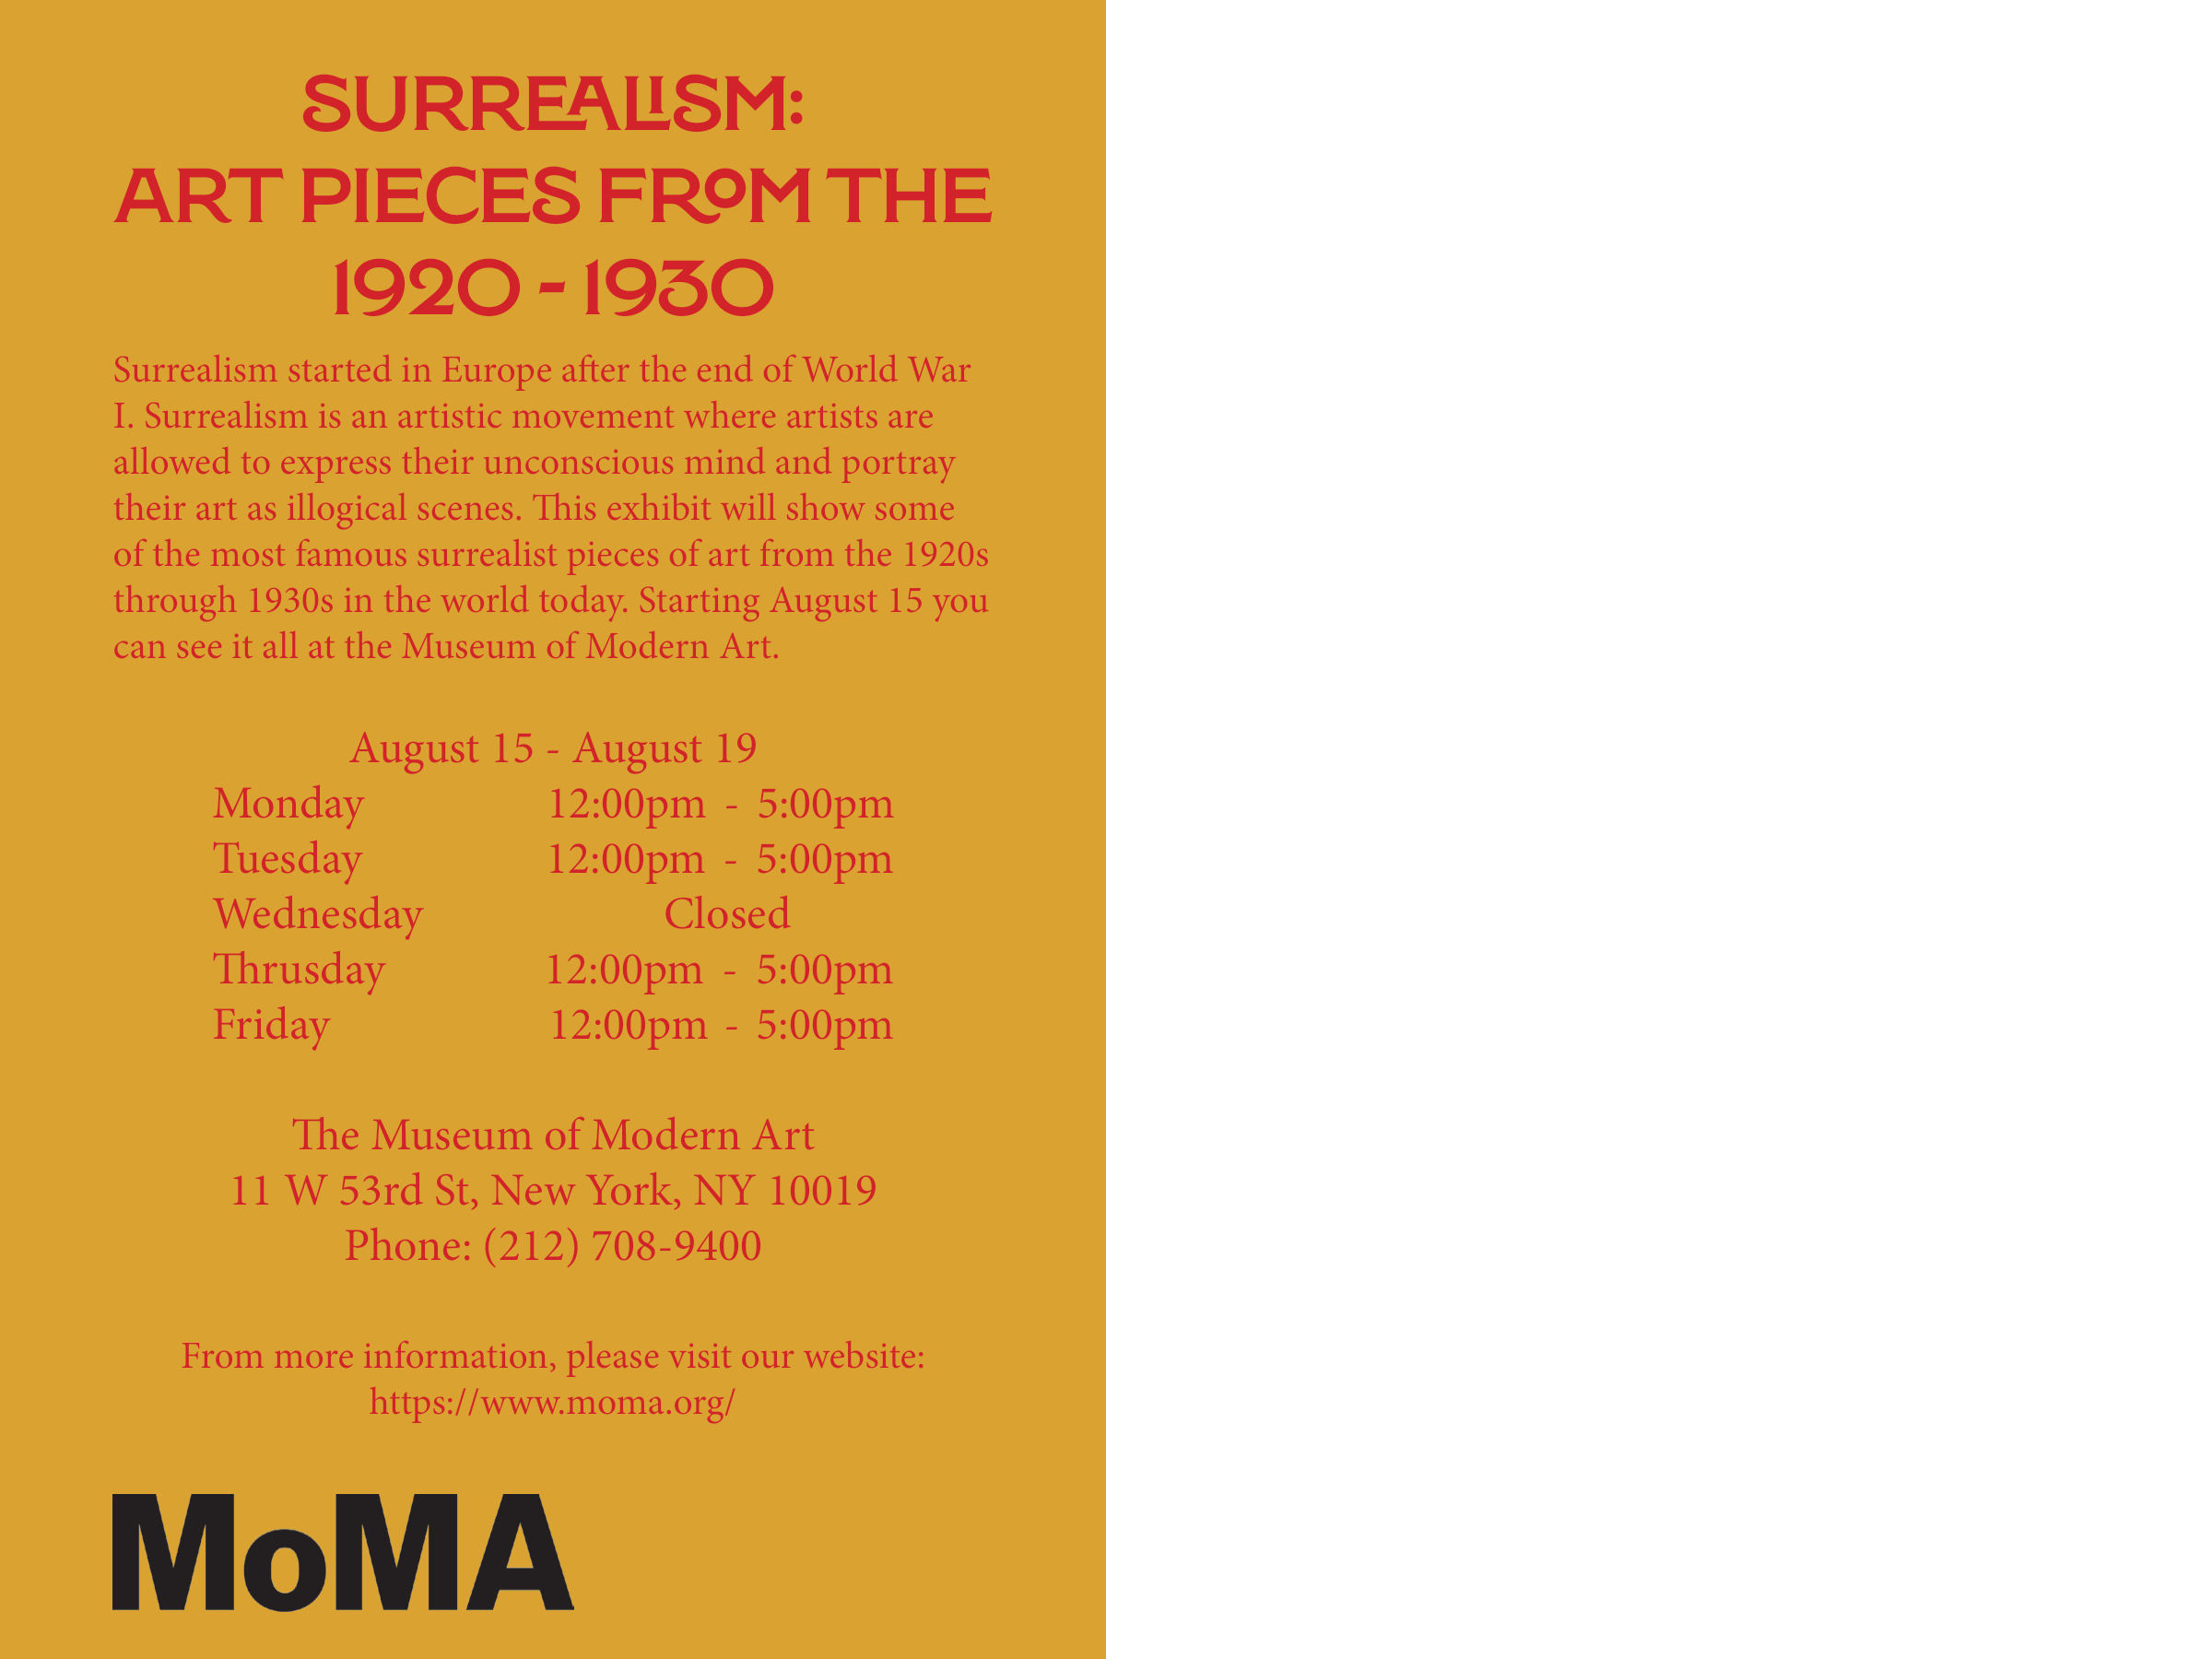 SURREALISM:
ART PIECES FROM THE
1920 - 1930
Surrealism started in Europe after the end of World War
I. Surrealism is an artistic movement where artists are
allowed to express their unconscious mind and portray
their art as illogical scenes. This exhibit will show some
of the most famous surrealist pieces of art from the 1920s
through 1930s in the world today. Starting August 15 you
can see it all at the Museum of Modern Art.
August 15 - August 19
Monday 12:00pm - 5:00pm
Tuesday 12:00pm - 5:00pm
Wednesday Closed
Thrusday 12:00pm - 5:00pm
Friday 12:00pm - 5:00pm
The Museum of Modern Art
11 W 53rd St, New York, NY 10019
Phone: (212) 708-9400
From more information, please visit our website:
https://www.moma.org/
MoMA